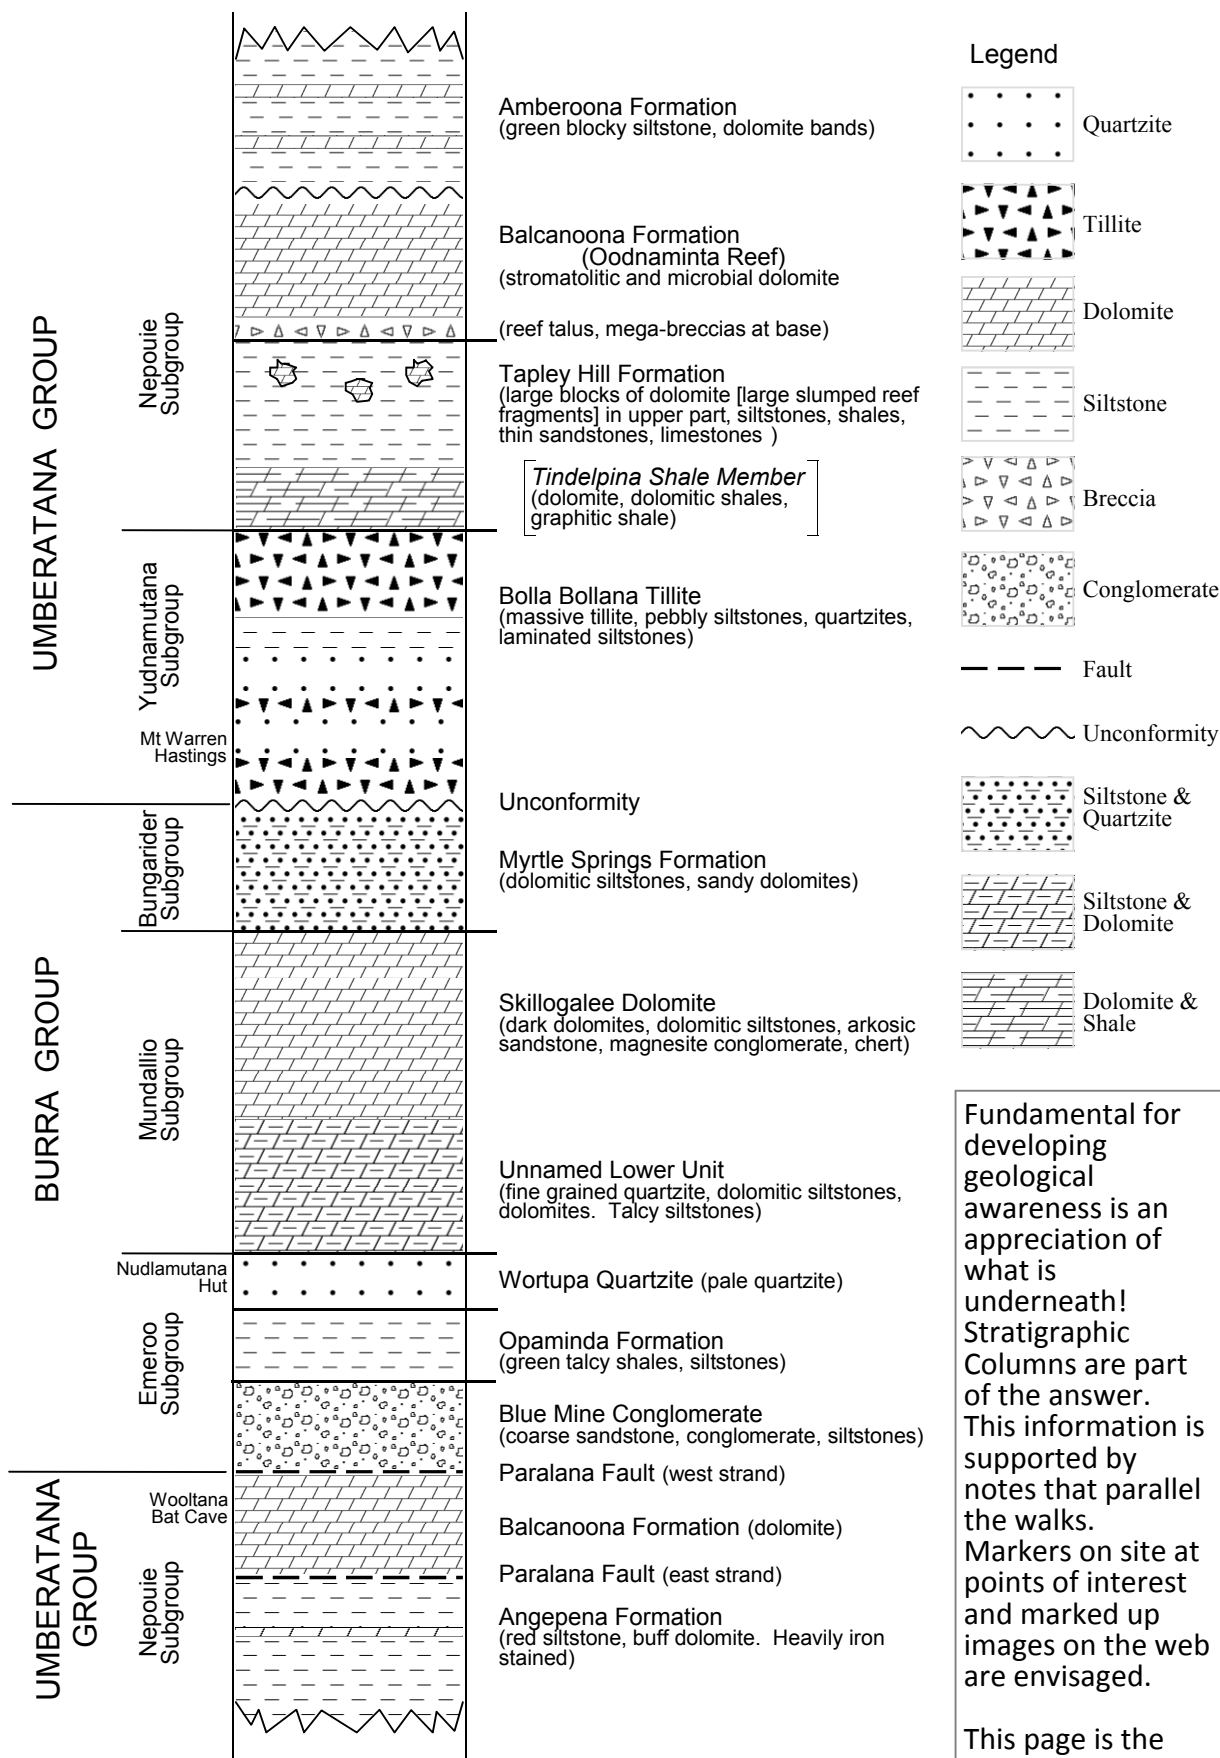 Amberoona Formation
(green blocky siltstone, dolomite bands)
Balcanoona Formation
(Oodnaminta Reef)
(stromatolitic and microbial dolomite
(reef talus, mega-breccias at base)
Tapley Hill Formation
(large blocks of dolomite [large slumped reef
fragments] in upper part, siltstones, shales,
thin sandstones, limestones )
Tindelpina Shale Member
(dolomite, dolomitic shales,
graphitic shale)
Bolla Bollana Tillite
(massive tillite, pebbly siltstones, quartzites,
laminated siltstones)
Unconformity
Myrtle Springs Formation
(dolomitic siltstones, sandy dolomites)
Skillogalee Dolomite
(dark dolomites, dolomitic siltstones, arkosic
sandstone, magnesite conglomerate, chert)
Unnamed Lower Unit
(fine grained quartzite, dolomitic siltstones,
dolomites.  Talcy siltstones)
Wortupa Quartzite (pale quartzite)
Opaminda Formation
(green talcy shales, siltstones)
Blue Mine Conglomerate
(coarse sandstone, conglomerate, siltstones)
Paralana Fault (west strand)
Balcanoona Formation (dolomite)
Paralana Fault (east strand)
Angepena Formation
(red siltstone, buff dolomite.  Heavily iron
stained)
UMBERATANA GROUP
Nepouie
Subgroup
Yudnamutana
Subgroup
Mt Warren
Hastings
BURRA GROUP
Bungarider
Subgroup
Mundallio
Subgroup
Nudlamutana
Hut
Emeroo
Subgroup
UMBERATANA
GROUP
Wooltana
Bat Cave
Nepouie
Subgroup
Legend
Quartzite
Tillite
Dolomite
Siltstone
Breccia
Conglomerate
Fault
Unconformity
Siltstone &
Quartzite
Siltstone &
Dolomite
Dolomite &
Shale
Fundamental for
developing
geological
awareness is an
appreciation of
what is
underneath!
Stratigraphic
Columns are part
of the answer.
This information is
supported by
notes that parallel
the walks.
Markers on site at
points of interest
and marked up
images on the web
are envisaged.
This page is the